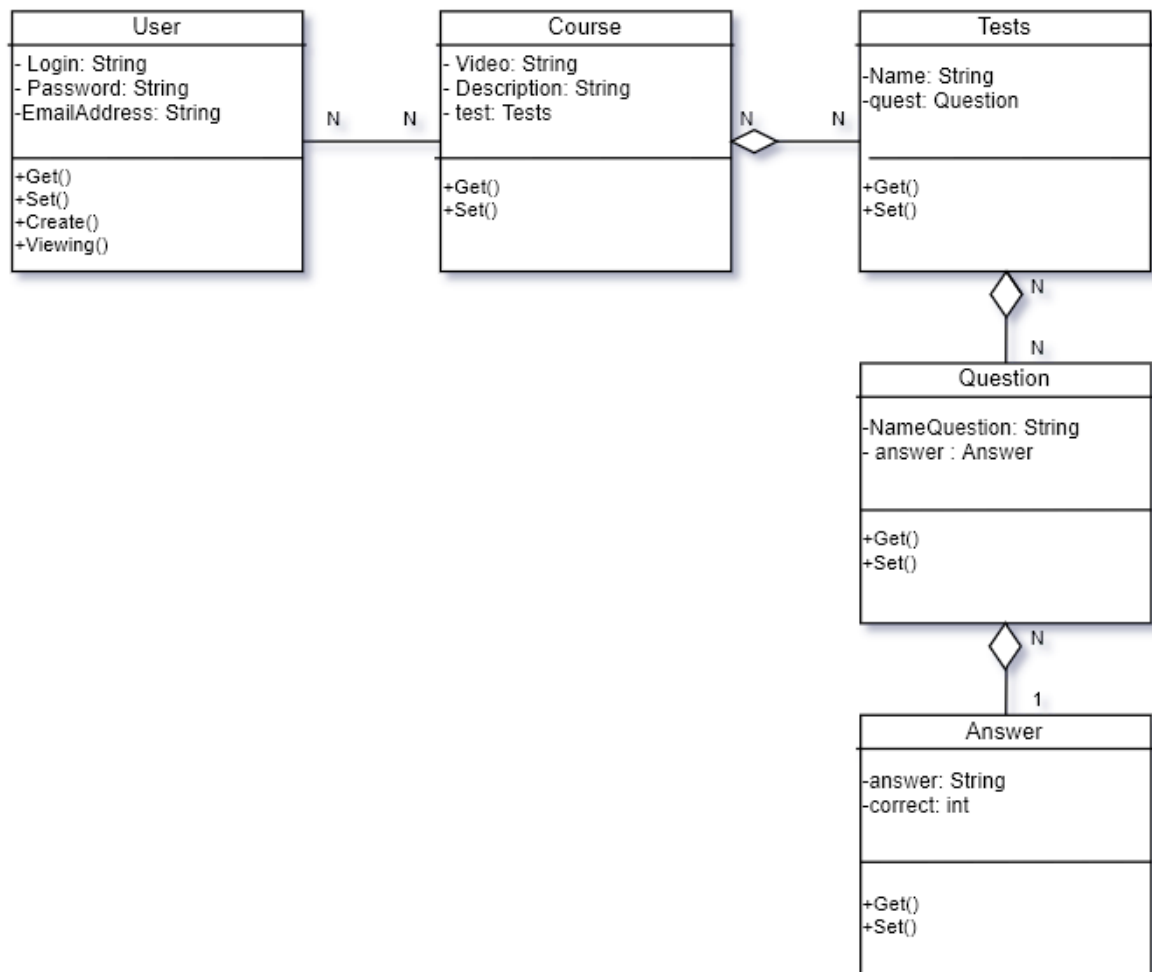 User
- Login: String
- Password: String
-EmailAddress: String
+Get()
+Set()
+Create()
+Viewing()
N
N
Course
- Video: String
- Description: String
- test: Tests
+Get()
+Set()
N
N
Tests
-Name: String
-quest: Question
+Get()
+Set()
N
N
Question
-NameQuestion: String
- answer : Answer
+Get()
+Set()
N
1
Answer
-answer: String
-correct: int
+Get()
+Set()